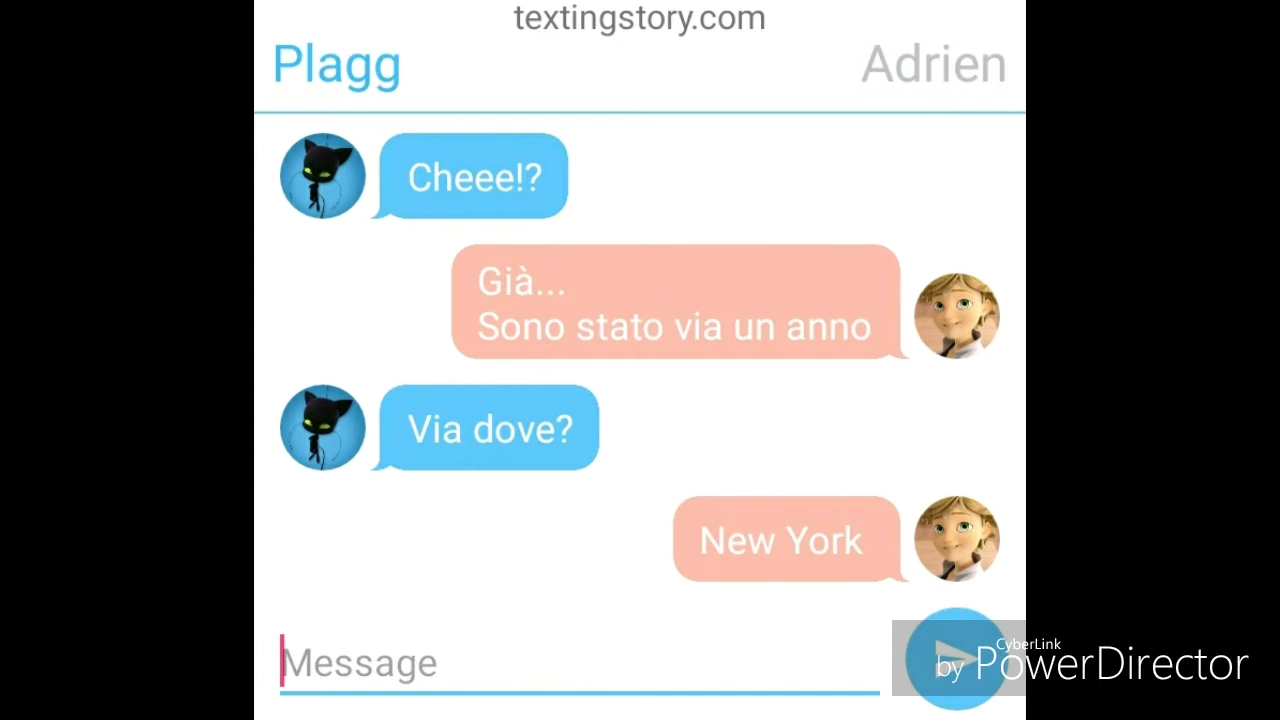 textingstory.com
Plagg
Adrien
Cheee!?
Già...
Sono stato via un anno
Via dove?
New York
Message
CyberLink
by PowerDirector